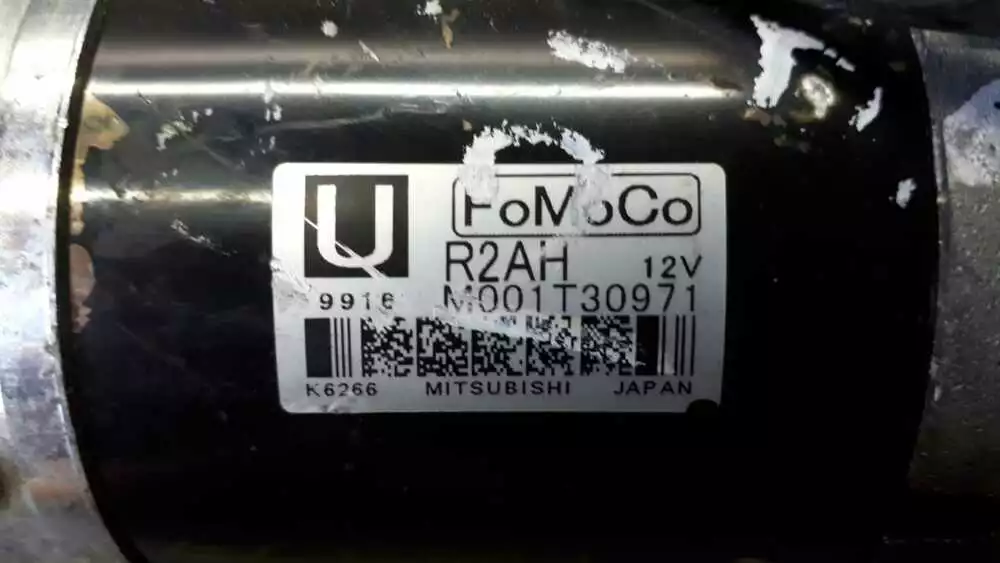 U
FoMoCo
R2AH 12V
9916 M001T30971
K6266 MITSUBISHI JAPAN